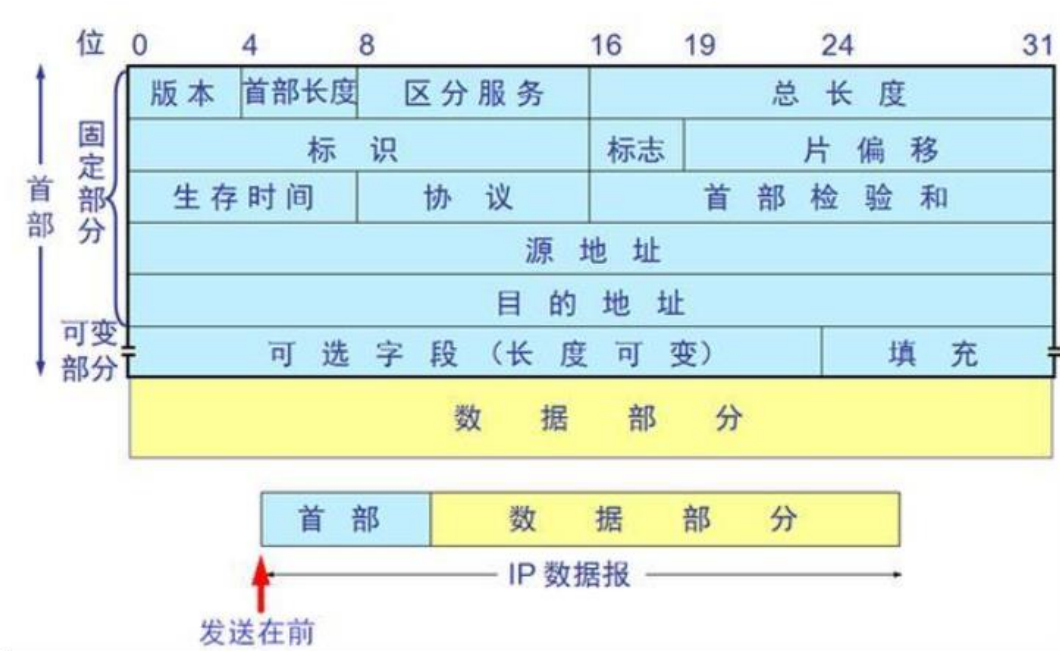 位 0 4 8 16 19 24 31
版本 首部长度 区分服务 总长度
标识 标志 片偏移
生存时间 协议 首部检验和
源地址
目的地址
可选字段（长度可变） 填充
首部
固定部分
可变部分
数据部分
首部 数据部分
IP 数据报
发送在前